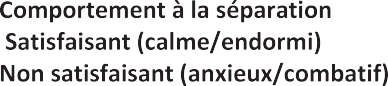 Comportement à la séparation
Satisfaisant (calme/endormi)
Non satisfaisant (anxieux/combatif)